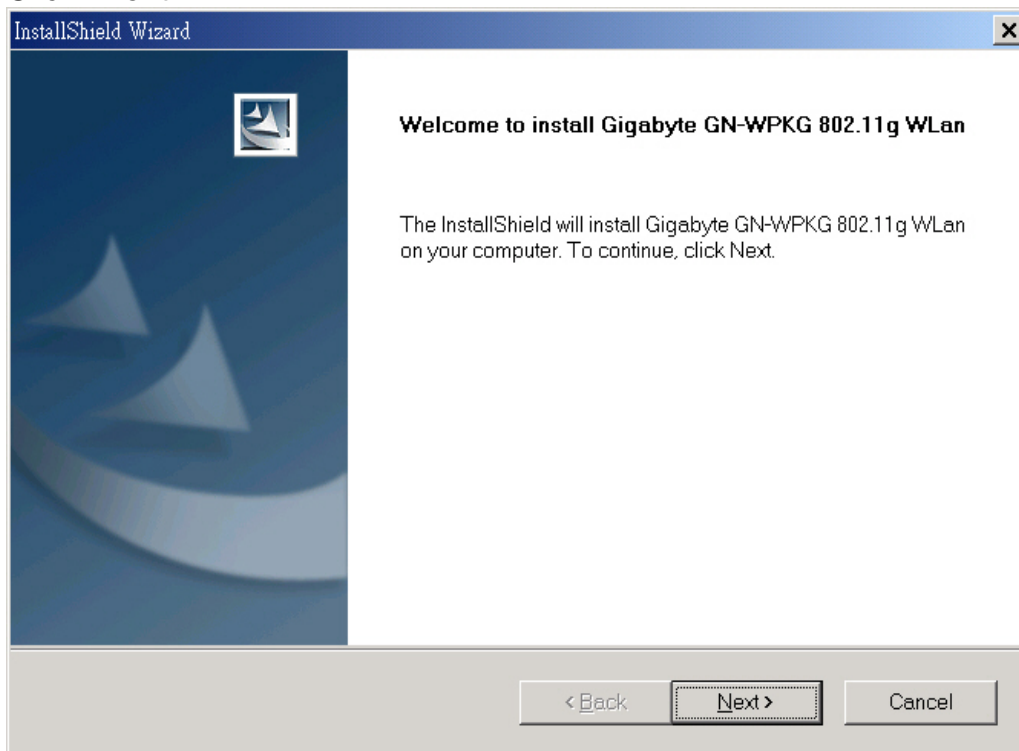 InstallShield Wizard
Welcome to install Gigabyte GN-WPKG 802.11g WLan
The InstallShield will install Gigabyte GN-WPKG 802.11g WLan
on your computer. To continue, click Next.
< Back Next > Cancel